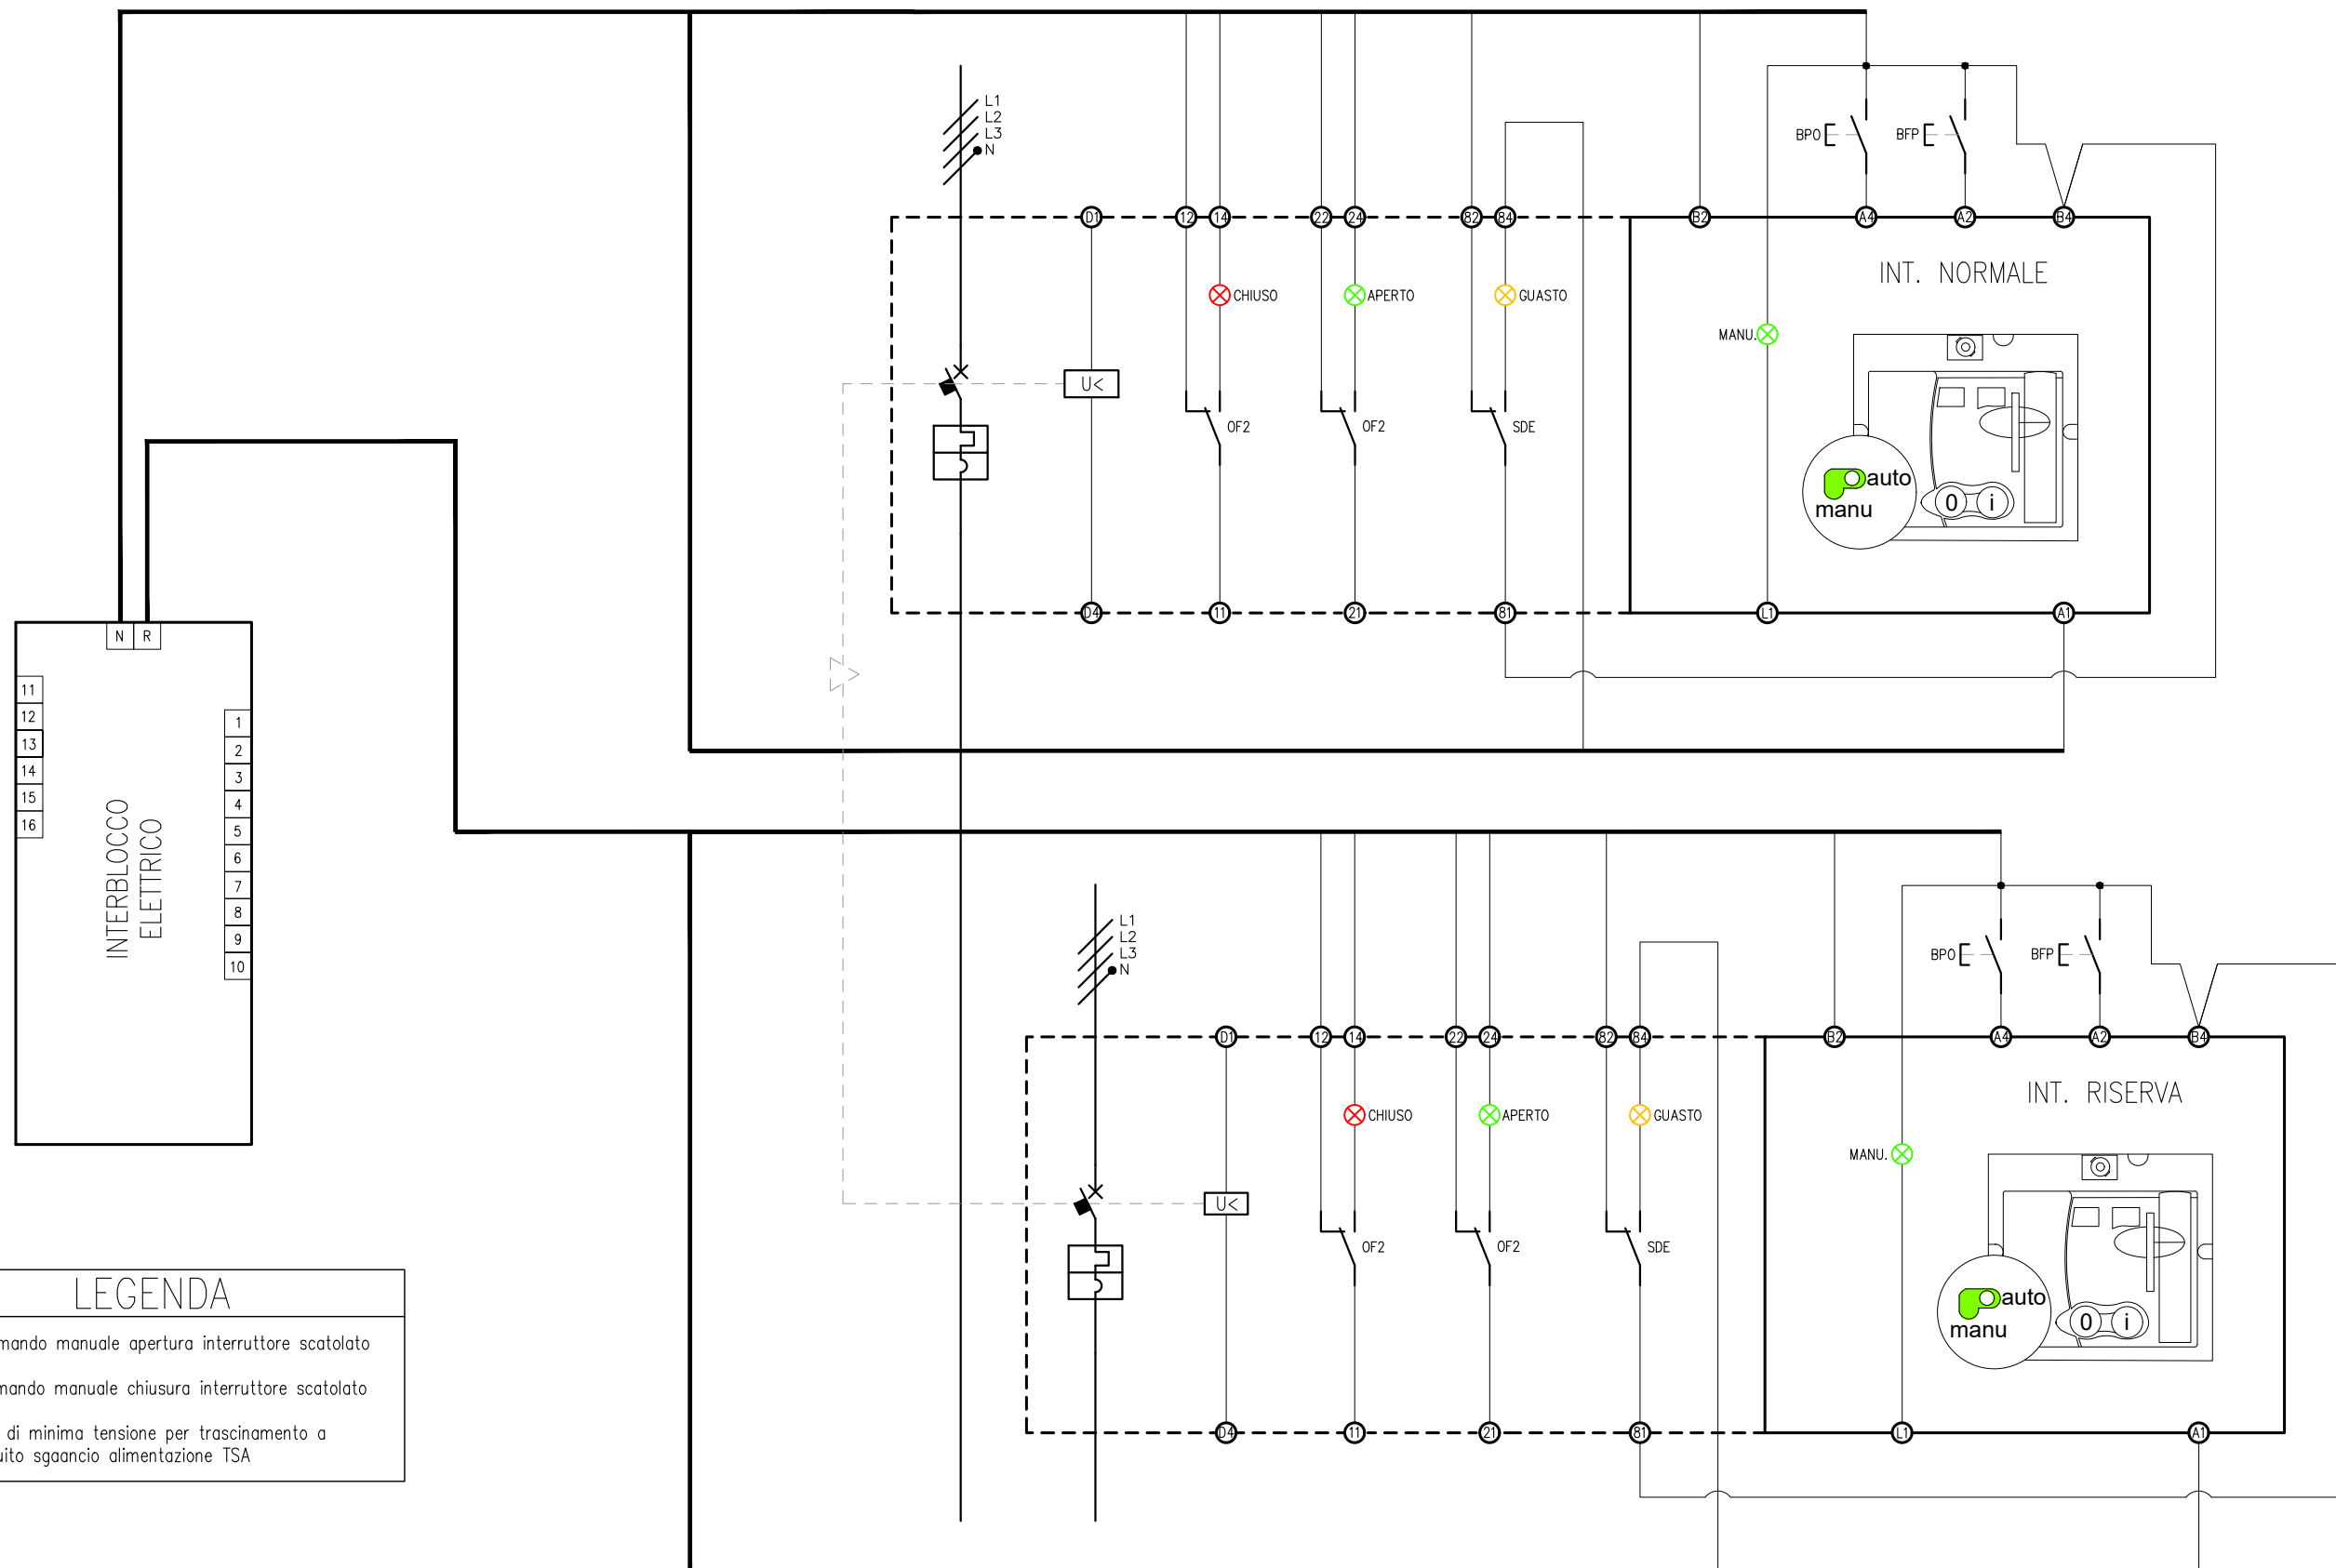 L1
L2
L3
N
BPO
BFP
D1
12
14
22
24
82
84
B2
A4
A2
B4
INT. NORMALE
CHIUSO
APERTO
GUASTO
MANU.
U<
OF2
OF2
SDE
auto
manu
0
i
D4
11
21
81
L1
A1
N
R
11
12
13
14
15
16
1
2
3
4
5
6
7
8
9
10
INTERBLOCCO
ELETTRICO
L1
L2
L3
N
BPO
BFP
D1
12
14
22
24
82
84
B2
A4
A2
B4
INT. RISERVA
CHIUSO
APERTO
GUASTO
MANU.
U<
OF2
OF2
SDE
auto
manu
0
i
D4
11
21
81
L1
A1
LEGENDA
manuale apertura interruttore scatolato
manuale chiusura interruttore scatolato
di minima tensione per trascinamento a
sgaancio alimentazione TSA